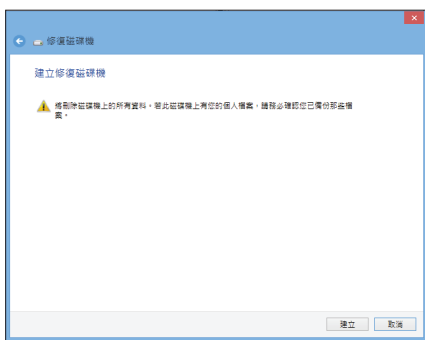 修復磁碟機
建立修復磁碟機
將刪除磁碟機上的所有資料。若此磁碟機上有您的個人檔案，請務必確認您已備份那些檔
案。
建立
取消